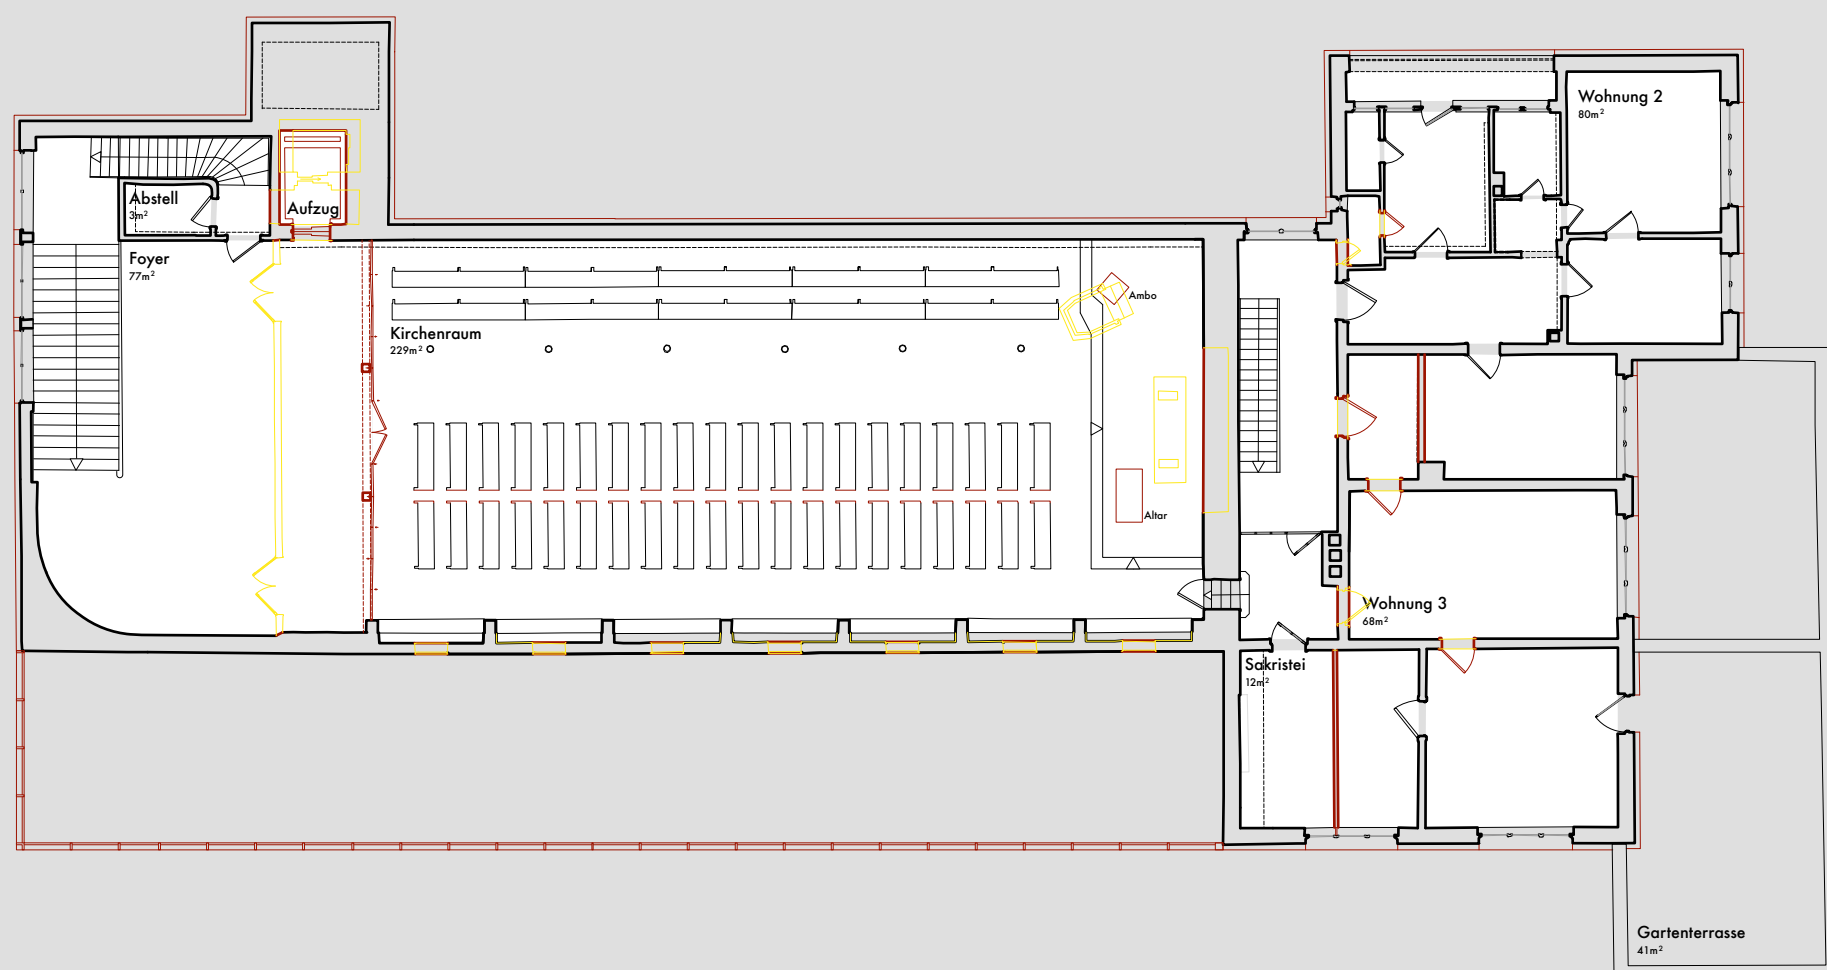 Wohnung 2
80m²
Abstell
3m²
Aufzug
Foyer
77m²
Ambo
Kirchenraum
229m²
Altar
Wohnung 3
68m²
Sakristei
12m²
Gartenterrasse
41m²